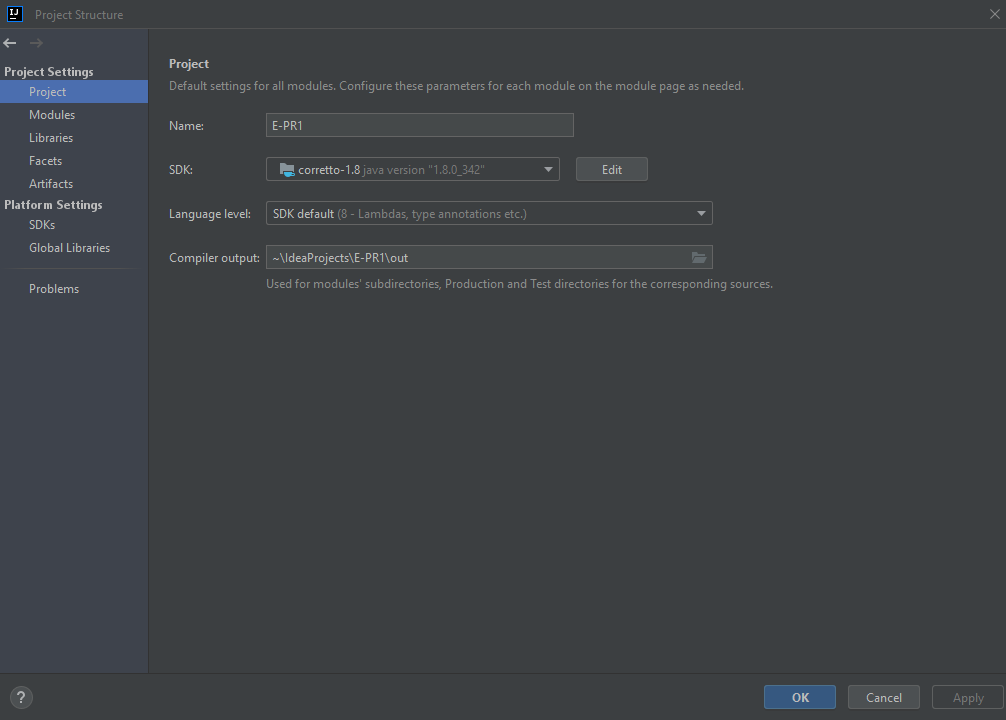 IJ
Project Structure
Project Settings
Project
Modules
Libraries
Facets
Artifacts
Platform Settings
SDKs
Global Libraries
Problems
Project
Default settings for all modules. Configure these parameters for each module on the module page as needed.
Name: E-PR1
SDK: corretto-1.8 java version "1.8.0_342" Edit
Language level: SDK default (8 - Lambdas, type annotations etc.)
Compiler output: ~\IdeaProjects\E-PR1\out
Used for modules' subdirectories, Production and Test directories for the corresponding sources.
? OK Cancel Apply